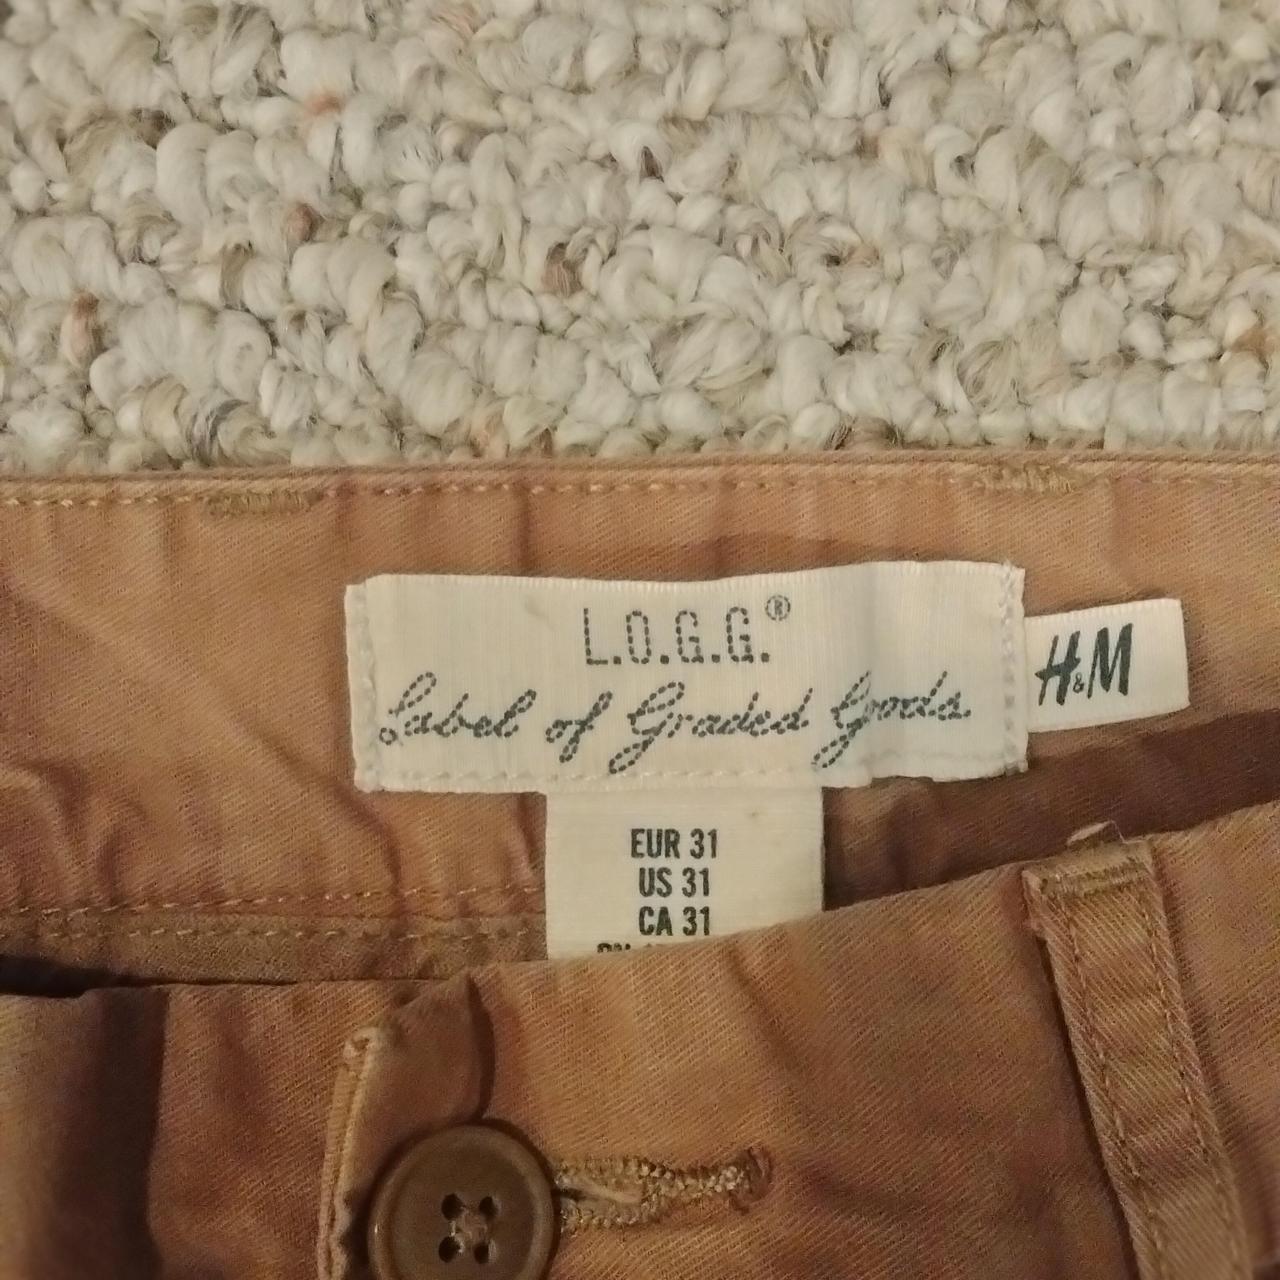 L.O.G.G.®
Label of Graded Goods
H&M
EUR 31
US 31
CA 31